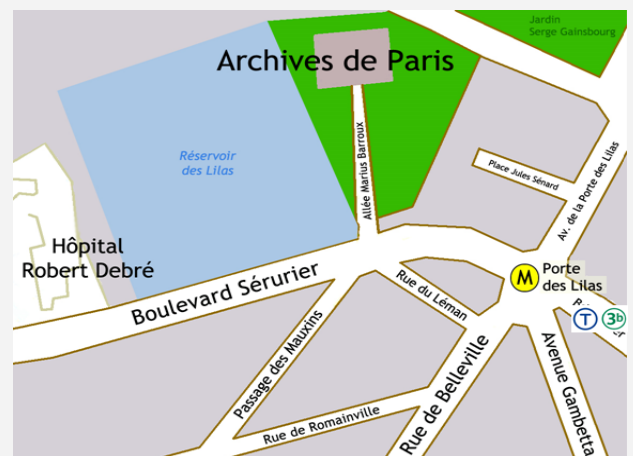 Jardin
Serge Gainsbourg
Archives de Paris
Réservoir
des Lilas
Allée Marius Barroux
Place Jules Sénard
Av. de la Porte des Lilas
Hôpital
Robert Debré
Boulevard Sérurier
M
Porte
des Lilas
Rue du Léman
T
3b
Passage des Mauxins
Rue de Romainville
Rue de Belleville
Avenue Gambetta